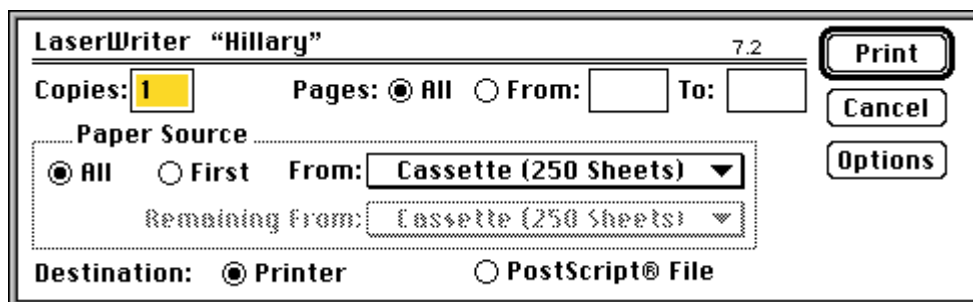 LaserWriter “Hillary” 7.2 Print
Copies: 1 Pages: All From: To: Cancel
Paper Source Options
All First From: Cassette (250 Sheets)
Remaining From: Cassette (250 Sheets)
Destination: Printer PostScript® File